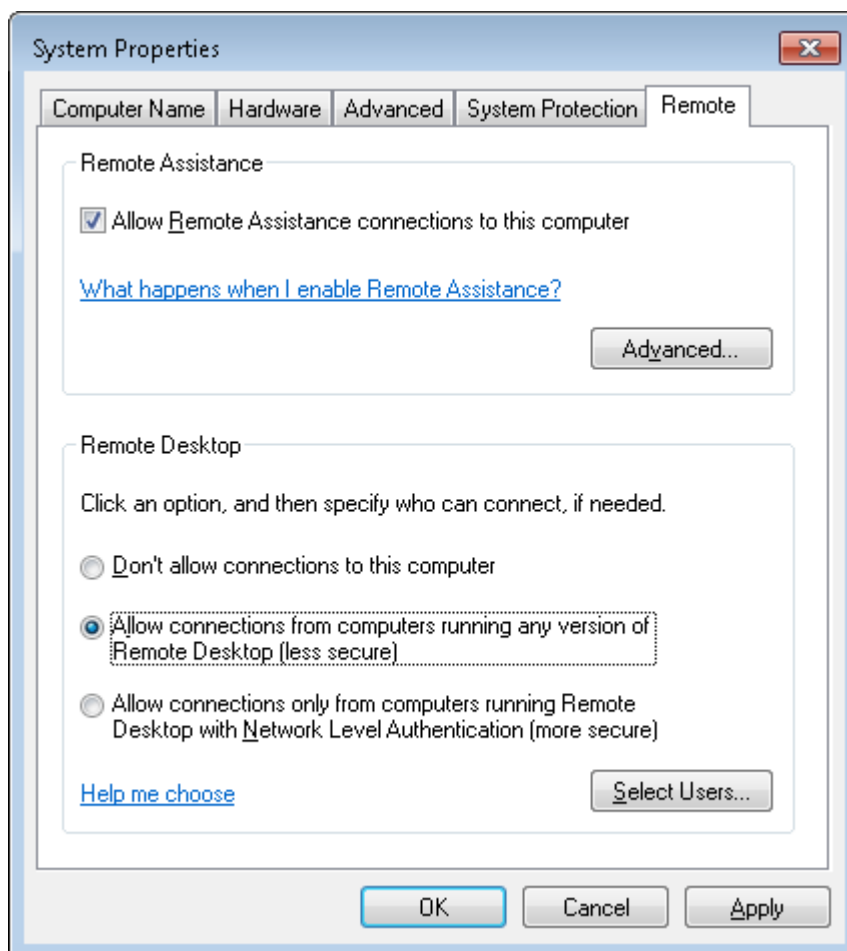 System Properties
Computer Name Hardware Advanced System Protection Remote
Remote Assistance
Allow Remote Assistance connections to this computer
What happens when I enable Remote Assistance?
Advanced...
Remote Desktop
Click an option, and then specify who can connect, if needed.
Don't allow connections to this computer
Allow connections from computers running any version of
Remote Desktop (less secure)
Allow connections only from computers running Remote
Desktop with Network Level Authentication (more secure)
Help me choose Select Users...
OK Cancel Apply